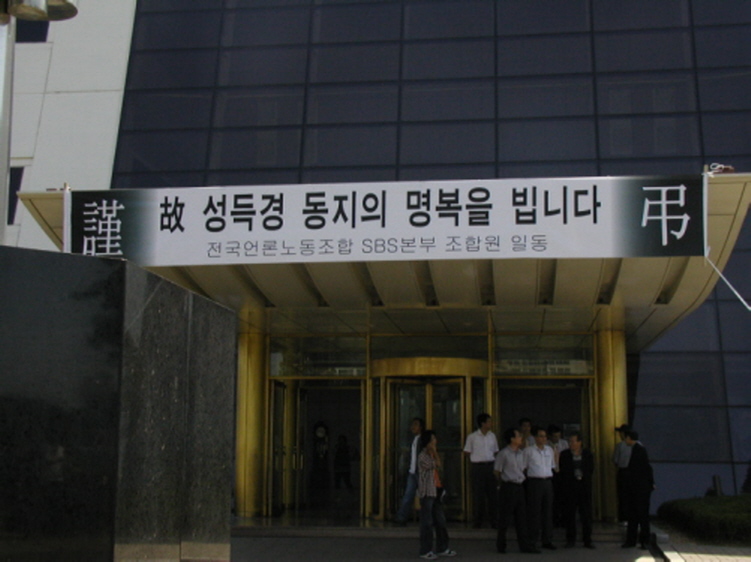 謹 故 성득경 동지의 명복을 빕니다 弔
전국언론노동조합 SBS본부 조합원 일동